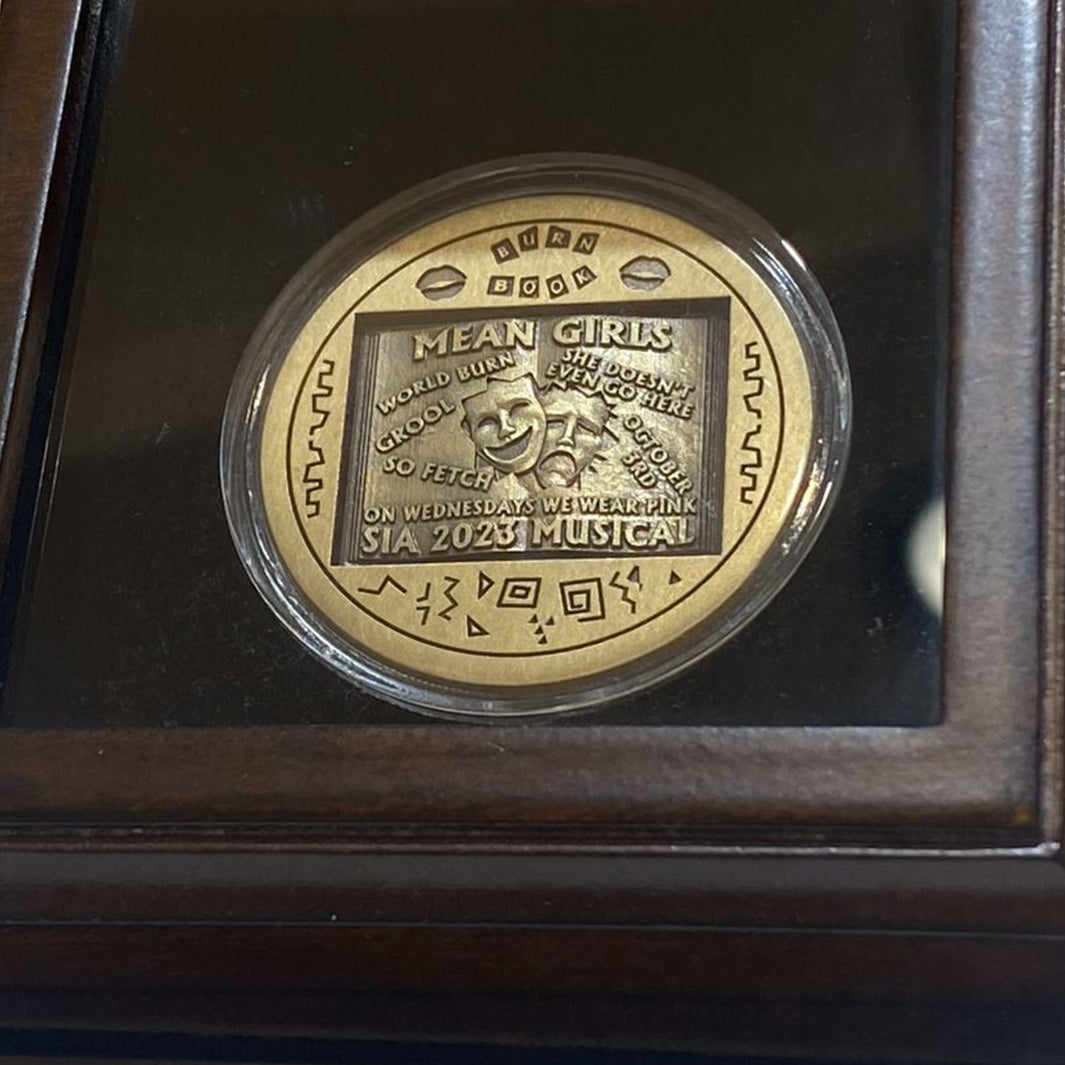 BURN
BOOK
MEAN GIRLS
WORLD BURN
SHE DOESN'T
EVEN GO HERE
GROOL
OCTOBER
3RD
SO FETCH
ON WEDNESDAYS WE WEAR PINK
SIA 2023 MUSICAL